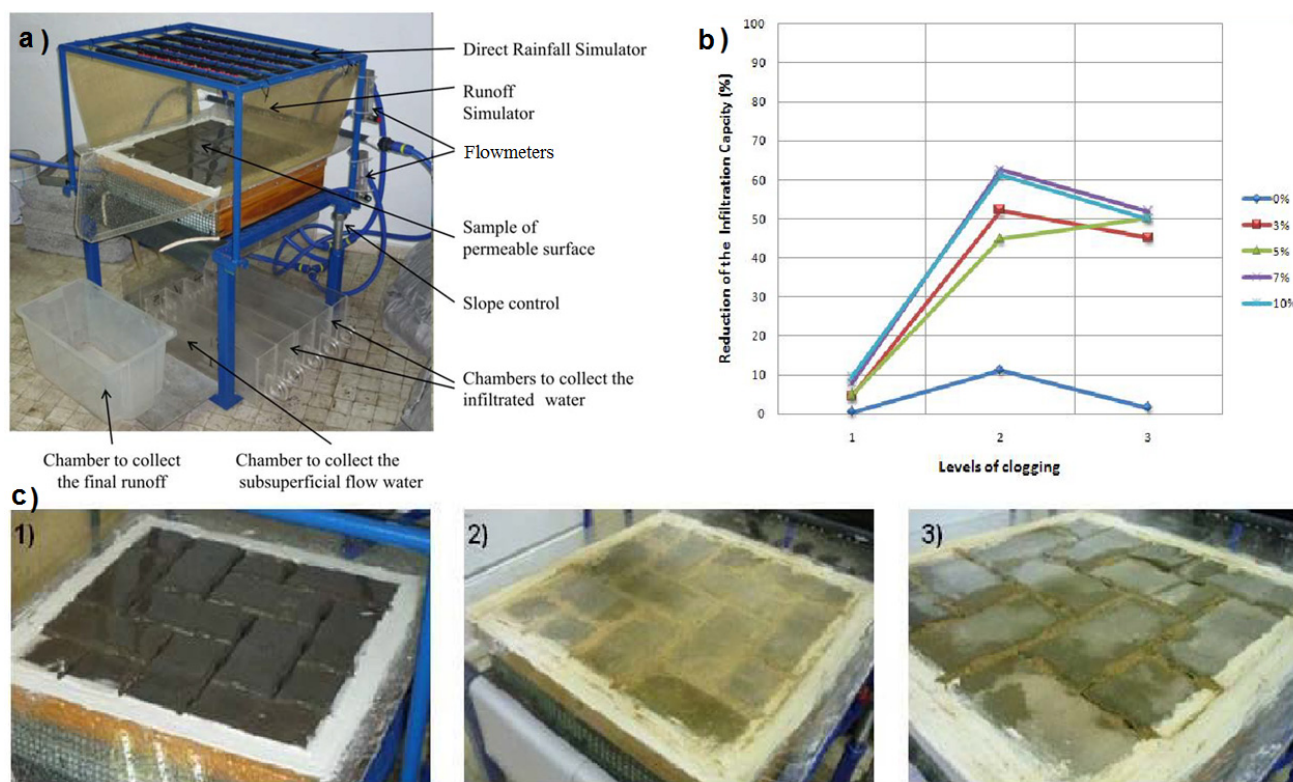 a )
Direct Rainfall Simulator
Runoff
Simulator
Flowmeters
Sample of
permeable surface
Slope control
Chambers to collect the
infiltrated water
Chamber to collect
the final runoff
Chamber to collect the
subsuperficial flow water
b )
Reduction of the Infiltration Capcity (%)
100
90
80
70
60
50
40
30
20
10
0
1 2 3
Levels of clogging
0%
3%
5%
7%
10%
c )
1)
2)
3)